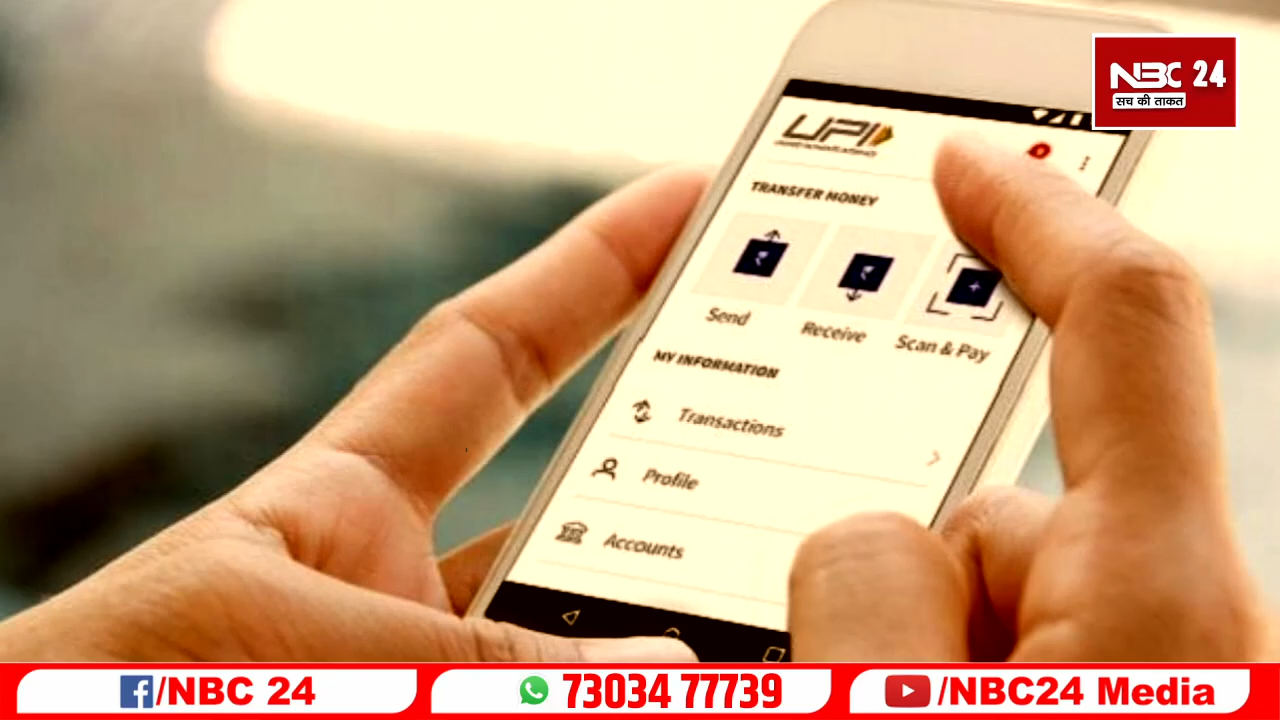 NBC 24
सच की ताकत
UPI
TRANSFER MONEY
Send
Receive
Scan & Pay
MY INFORMATION
Transactions
Profile
Accounts
/NBC 24
73034 77739
/NBC24 Media